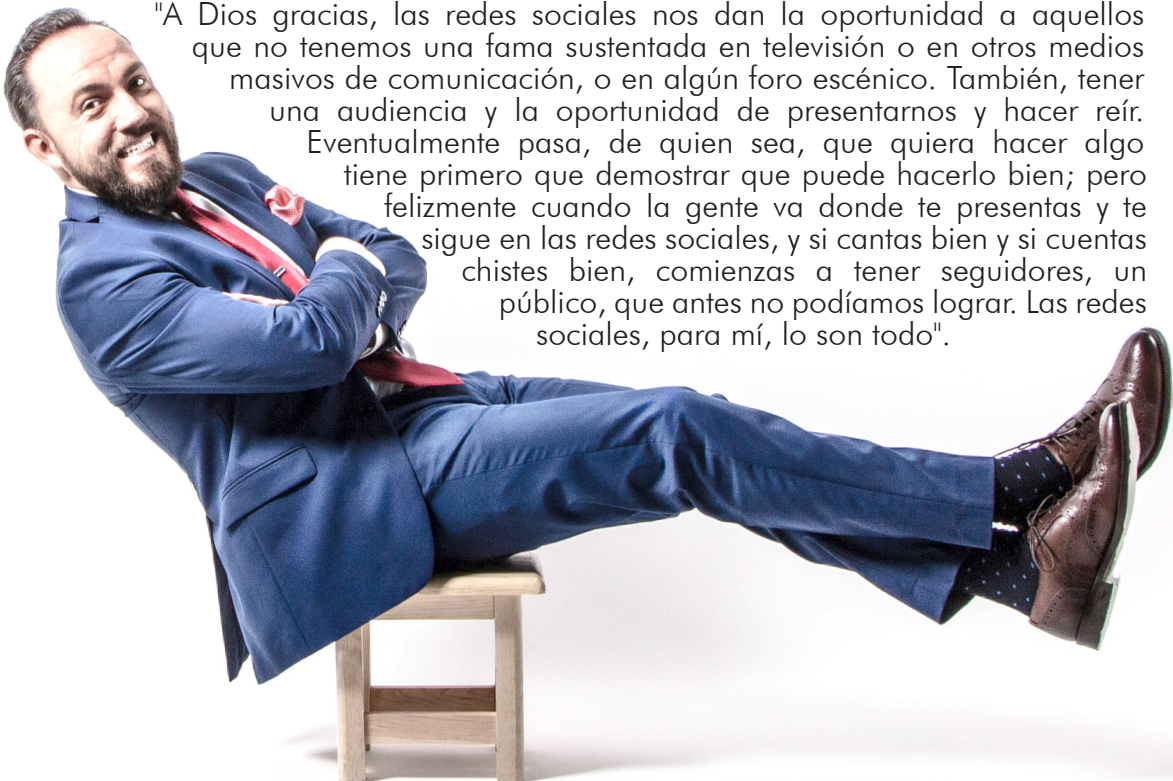 "A Dios gracias, las redes sociales nos dan la oportunidad a aquellos
que no tenemos una fama sustentada en televisión o en otros medios
masivos de comunicación, o en algún foro escénico. También, tener
una audiencia y la oportunidad de presentarnos y hacer reír.
Eventualmente pasa, de quien sea, que quiera hacer algo
tiene primero que demostrar que puede hacerlo bien; pero
felizmente cuando la gente va donde te presentas y te
sigue en las redes sociales, y si cantas bien y si cuentas
chistes bien, comienzas a tener seguidores, un
público, que antes no podíamos lograr. Las redes
sociales, para mí, lo son todo".